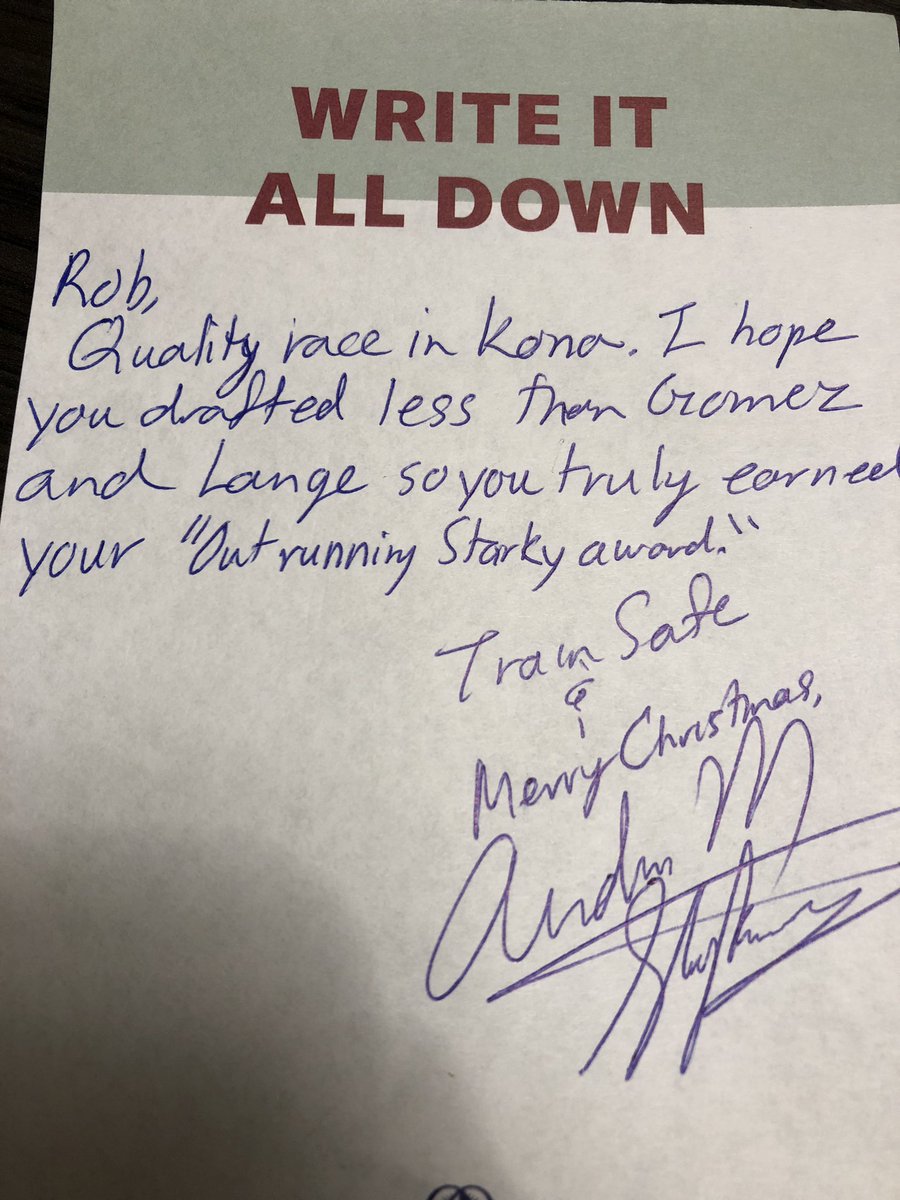 WRITE IT
ALL DOWN
Rob,
Quality race in Kona. I hope
you drafted less than Gomez
and Lange so you truly earned
your "Outrunning Starky award."
Train Safe
&
Merry Christmas,